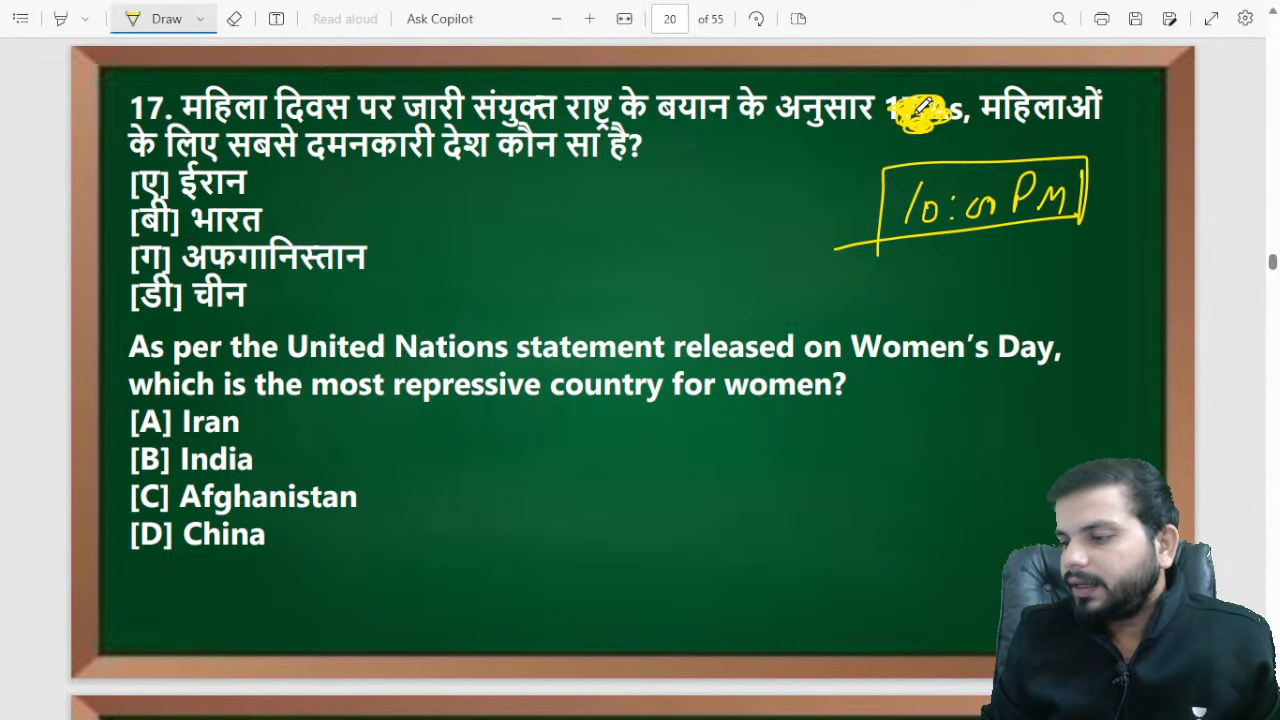 Draw
Read aloud
Ask Copilot
20 of 55
17. महिला दिवस पर जारी संयुक्त राष्ट्र के बयान के अनुसार महिलाओं
के लिए सबसे दमनकारी देश कौन सा है?
10:00 PM
[ए] ईरान
[बी] भारत
[ग] अफगानिस्तान
[डी] चीन
As per the United Nations statement released on Women’s Day,
which is the most repressive country for women?
[A] Iran
[B] India
[C] Afghanistan
[D] China